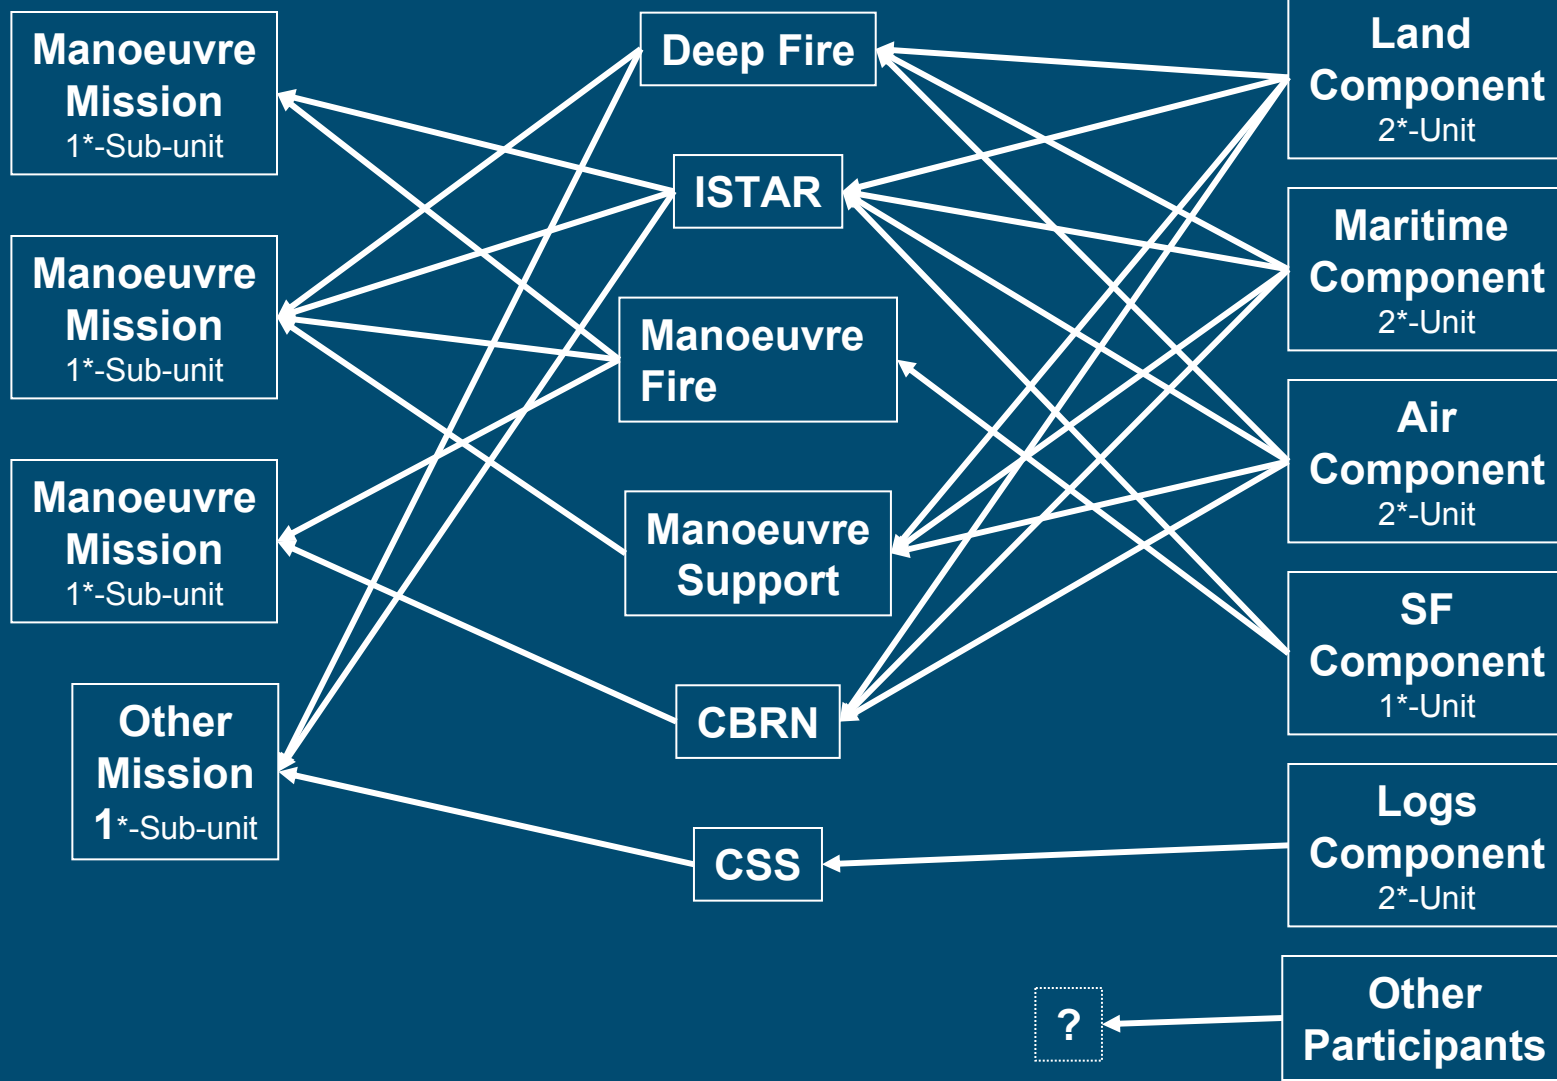 Manoeuvre
Mission
1*-Sub-unit
Manoeuvre
Mission
1*-Sub-unit
Manoeuvre
Mission
1*-Sub-unit
Other
Mission
1*-Sub-unit
Deep Fire
ISTAR
Manoeuvre
Fire
Manoeuvre
Support
CBRN
CSS
?
Land
Component
2*-Unit
Maritime
Component
2*-Unit
Air
Component
2*-Unit
SF
Component
1*-Unit
Logs
Component
2*-Unit
Other
Participants